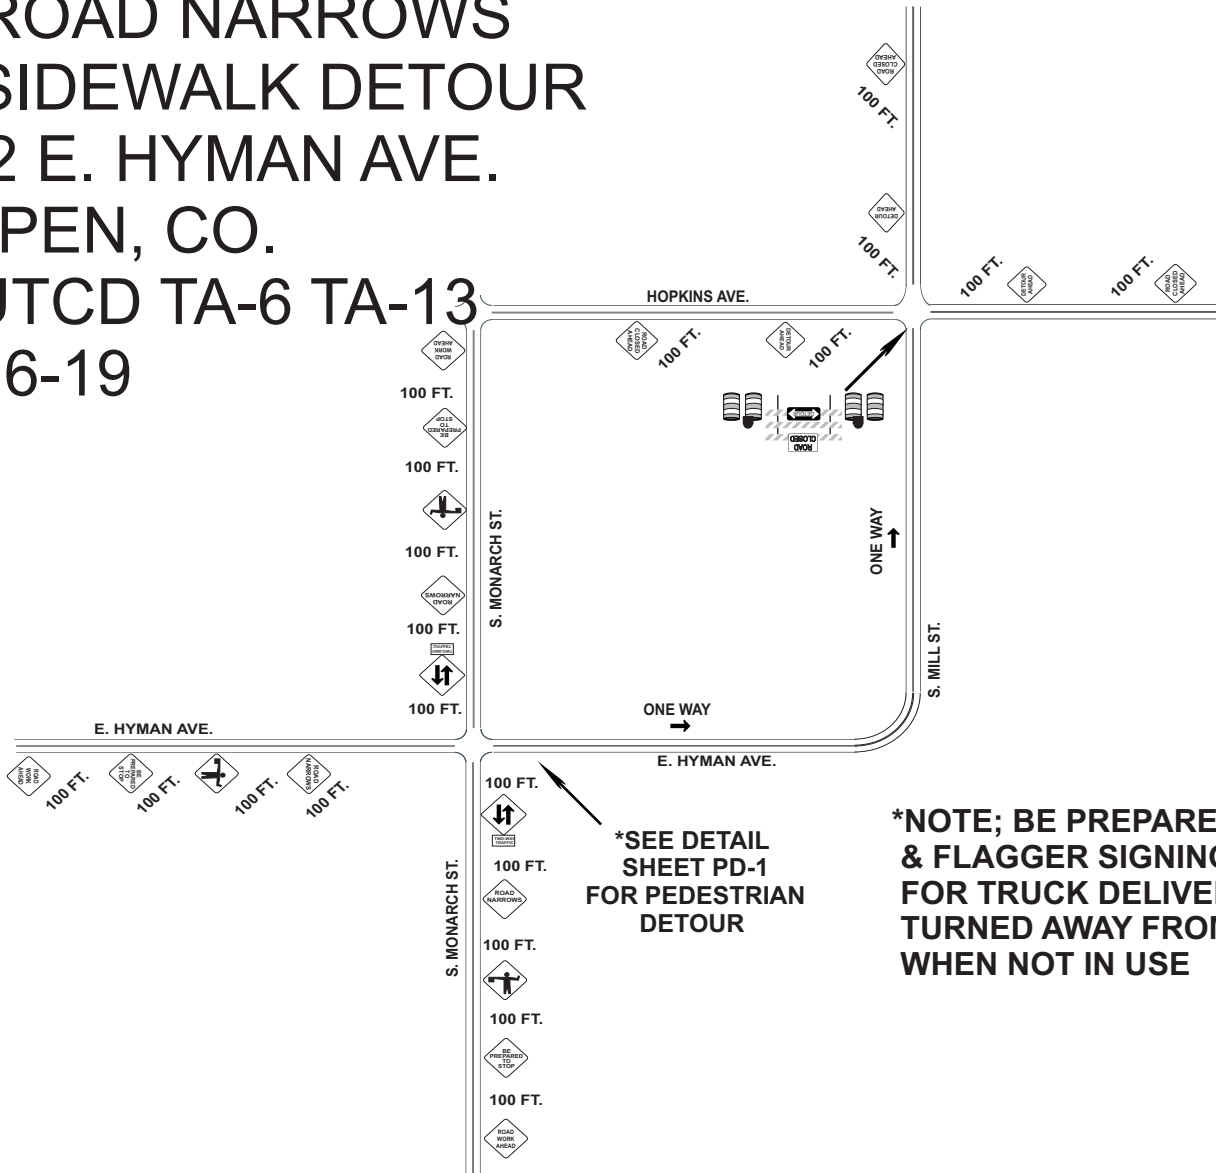 ROAD NARROWS
SIDEWALK DETOUR
2 E. HYMAN AVE.
PEN, CO.
UTCD TA-6 TA-13
6-19
ROAD
CLOSED
AHEAD
100 FT.
DETOUR
AHEAD
100 FT.
HOPKINS AVE.
100 FT.
DETOUR
AHEAD
100 FT.
ROAD
CLOSED
AHEAD
ROAD
CLOSED
AHEAD
100 FT.
DETOUR
AHEAD
100 FT.
DETOUR
ROAD
CLOSED
ROAD
WORK
AHEAD
100 FT.
BE
PREPARED
TO
STOP
100 FT.
100 FT.
ROAD
NARROWS
100 FT.
TWO-WAY
TRAFFIC
100 FT.
S. MONARCH ST.
ONE WAY
S. MILL ST.
ONE WAY
E. HYMAN AVE.
E. HYMAN AVE.
ROAD
WORK
AHEAD
100 FT.
BE
PREPARED
TO
STOP
100 FT.
100 FT.
ROAD
NARROWS
100 FT.
100 FT.
TWO-WAY
TRAFFIC
100 FT.
ROAD
NARROWS
100 FT.
100 FT.
BE
PREPARED
TO
STOP
100 FT.
ROAD
WORK
AHEAD
S. MONARCH ST.
*SEE DETAIL
SHEET PD-1
FOR PEDESTRIAN
DETOUR
*NOTE; BE PREPARE
& FLAGGER SIGNING
FOR TRUCK DELIVE
TURNED AWAY FRO
WHEN NOT IN USE